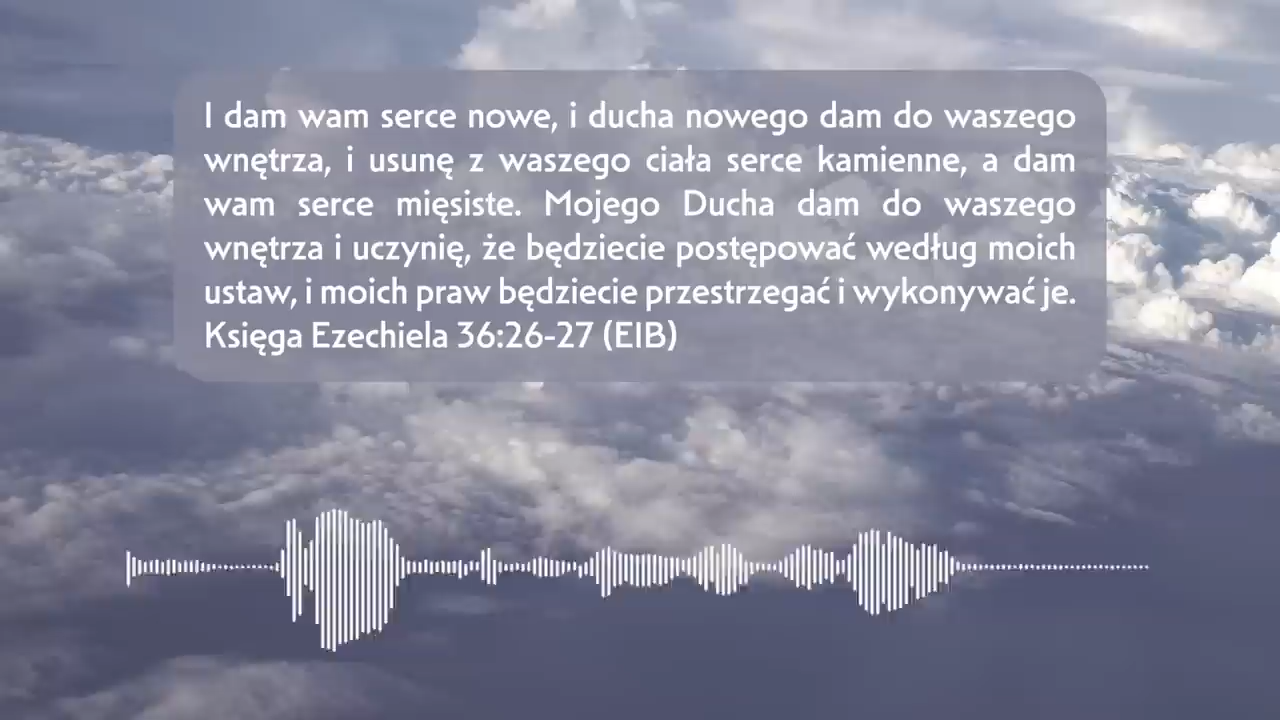 I dam wam serce nowe, i ducha nowego dam do waszego
wnętrza, i usunę z waszego ciała serce kamienne, a dam
wam serce mięsiste. Mojego Ducha dam do waszego
wnętrza i uczynię, że będziecie postępować według moich
ustaw, i moich praw będziecie przestrzegać i wykonywać je.
Księga Ezechiela 36:26-27 (EIB)